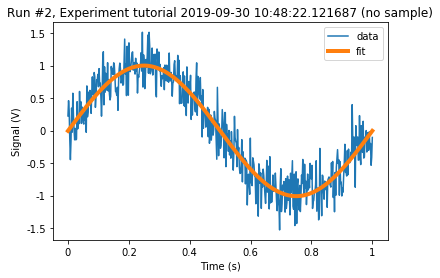 Run #2, Experiment tutorial 2019-09-30 10:48:22.121687 (no sample)
data
fit
Signal (V)
1.5
1
0.5
0
-0.5
-1
-1.5
0
0.2
0.4
0.6
0.8
1
Time (s)